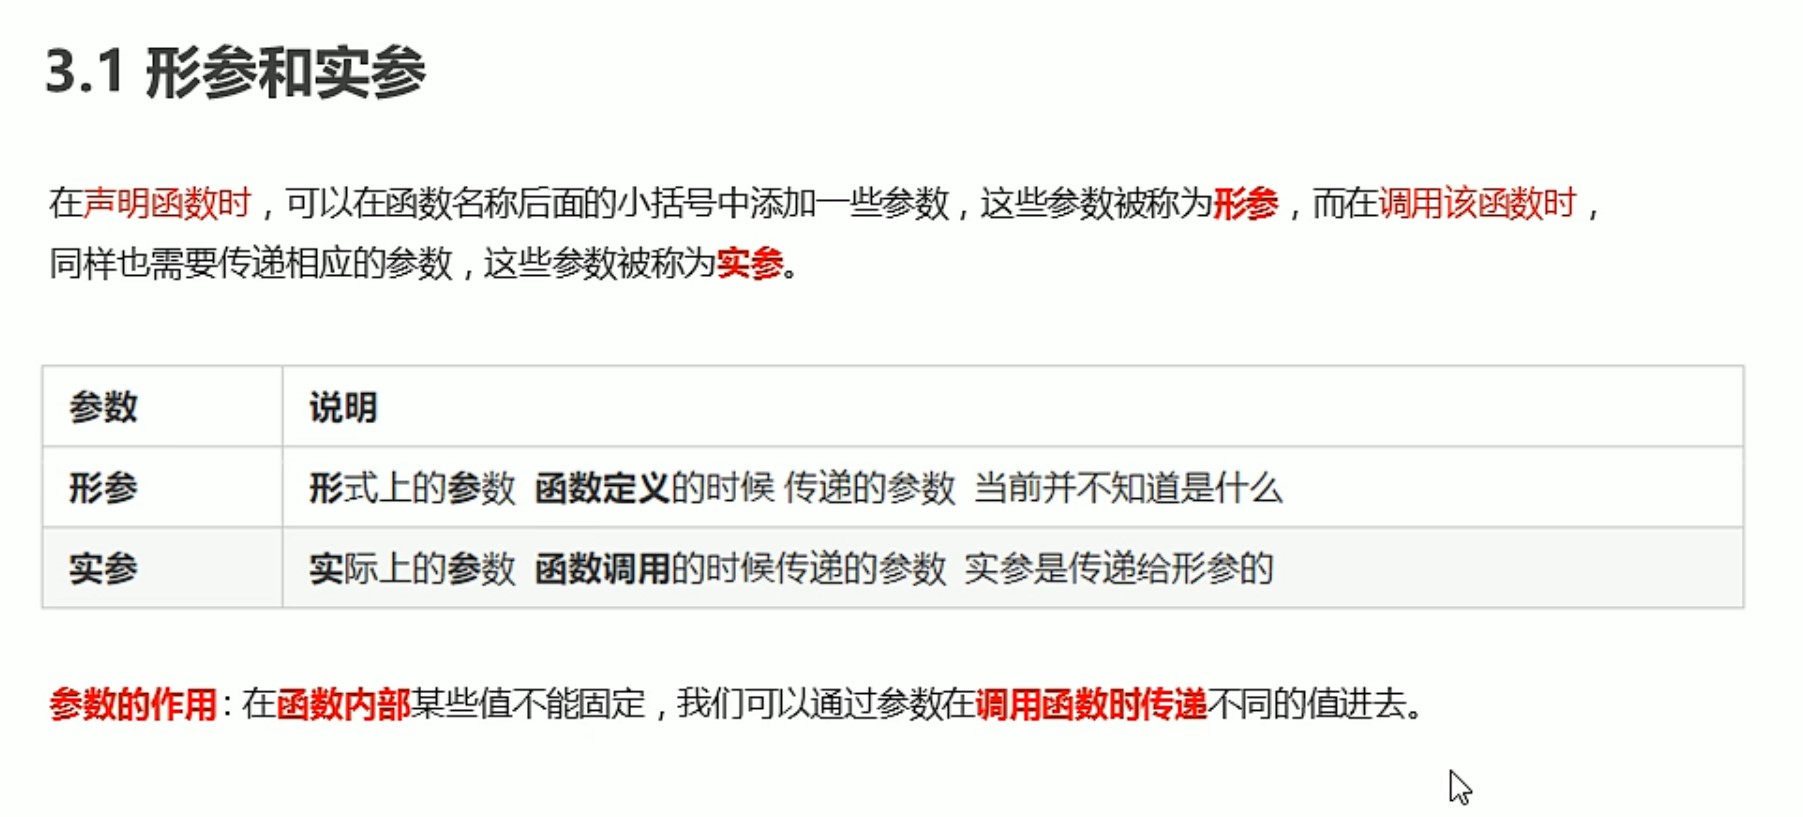 3.1 形参和实参
在声明函数时，可以在函数名称后面的小括号中添加一些参数，这些参数被称为形参，而在调用该函数时，
同样也需要传递相应的参数，这些参数被称为实参。
参数 说明
形参 形式上的参数 函数定义的时候 传递的参数 当前并不知道是什么
实参 实际上的参数 函数调用的时候传递的参数 实参是传递给形参的
参数的作用：在函数内部某些值不能固定，我们可以通过参数在调用函数时传递不同的值进去。